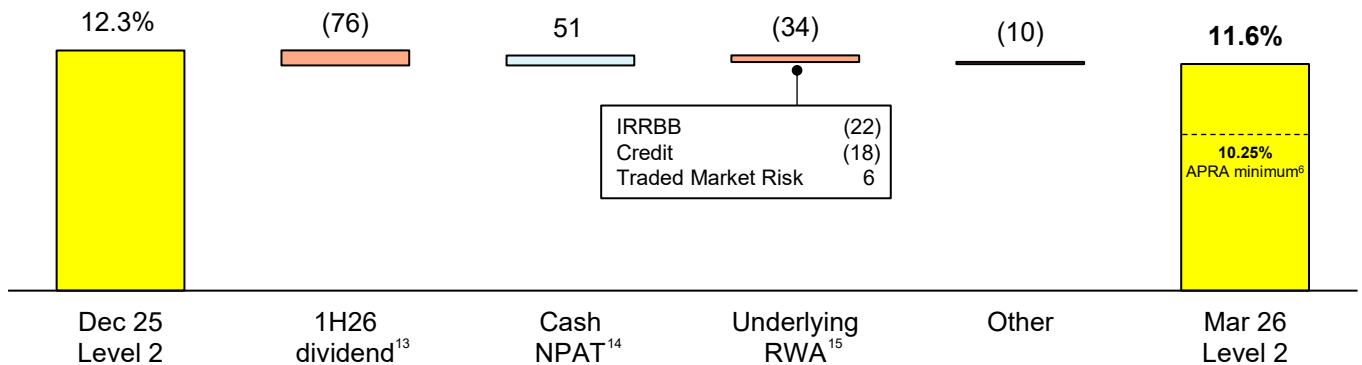 12.3%
(76)
51
(34)
(10)
11.6%
IRRBB (22)
Credit (18)
Traded Market Risk 6
10.25%
APRA minimum⁶
Dec 25
Level 2
1H26
dividend¹³
Cash
NPAT¹⁴
Underlying
RWA¹⁵
Other
Mar 26
Level 2